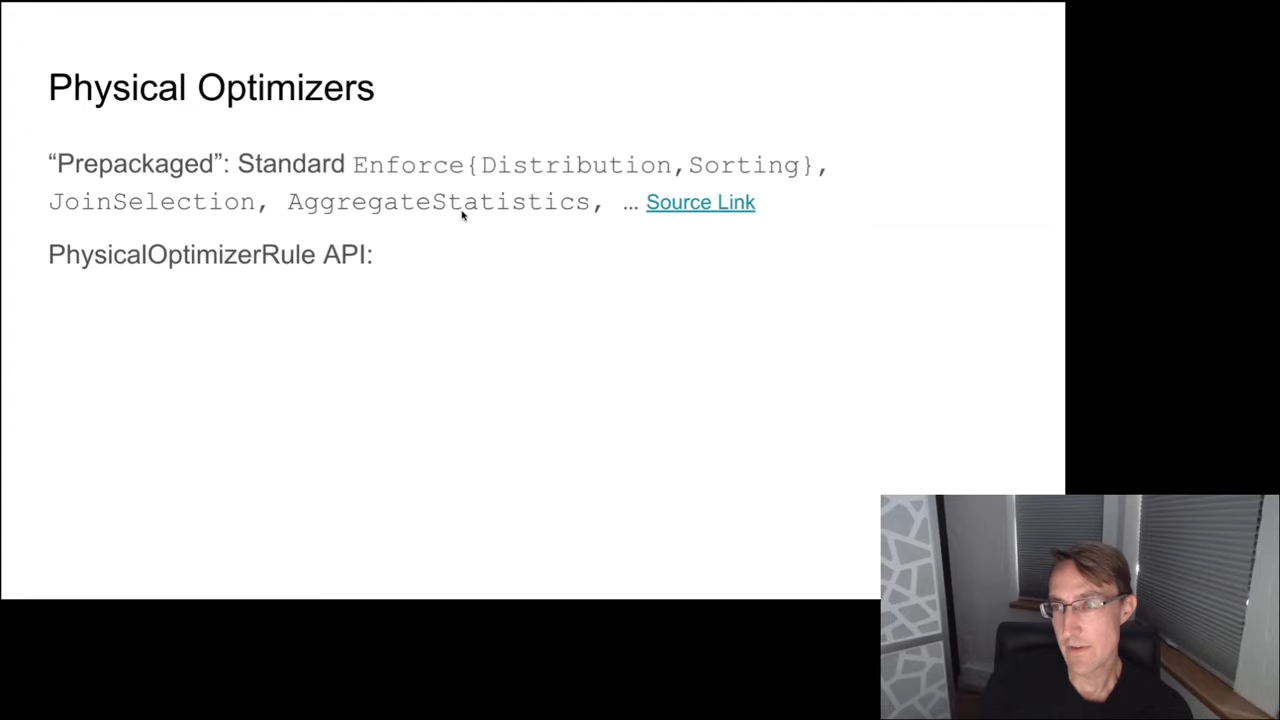 Physical Optimizers
“Prepackaged”: Standard Enforce{Distribution,Sorting},
JoinSelection, AggregateStatistics, ... Source Link
PhysicalOptimizerRule API: